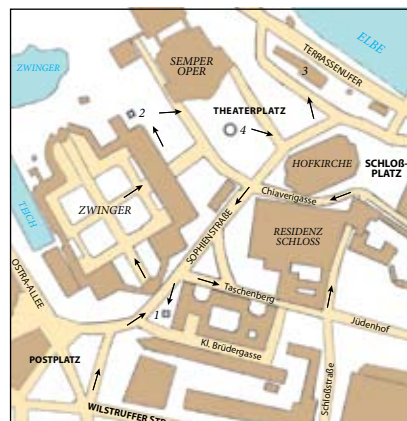 ELBE
TERRASSENUFER
3
SEMPER
OPER
ZWINGER
2
THEATERPLATZ
4
HOFKIRCHE
SCHLOß-
PLATZ
Chiaverigasse
ZWINGER
TEICH
SOPHIENSTRAßE
RESIDENZ
SCHLOSS
OSTRA-ALLEE
Taschenberg
1
Jüdenhof
Kl. Brüdergasse
POSTPLATZ
Schloßstraße
WILSTRUFFER STR